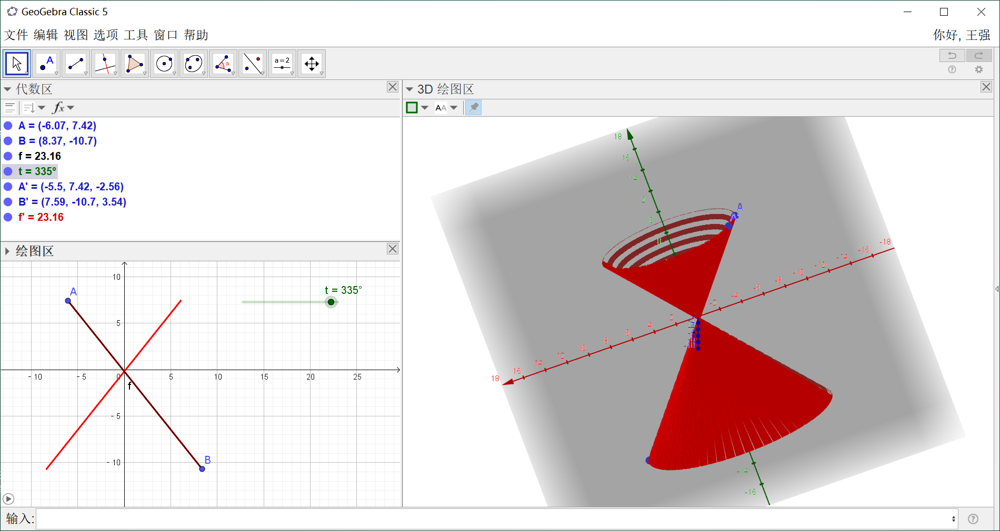 GeoGebra Classic 5
文件 编辑 视图 选项 工具 窗口 帮助
你好, 王强
A
α
a=2
代数区
fx
A = (-6.07, 7.42)
B = (8.37, -10.7)
f = 23.16
t = 335°
A' = (-5.5, 7.42, -2.56)
B' = (7.59, -10.7, 3.54)
f' = 23.16
绘图区
10
5
-5
-10
-10 -5 0 5 10 15 20 25
A
B
f
t = 335°
3D 绘图区
AA
18
16
14
12
10
8
A
A'
-18
-16
-14
-12
-10
-8
-6
-4
-2
2
4
6
8
10
12
14
16
18
-14
-16
输入: